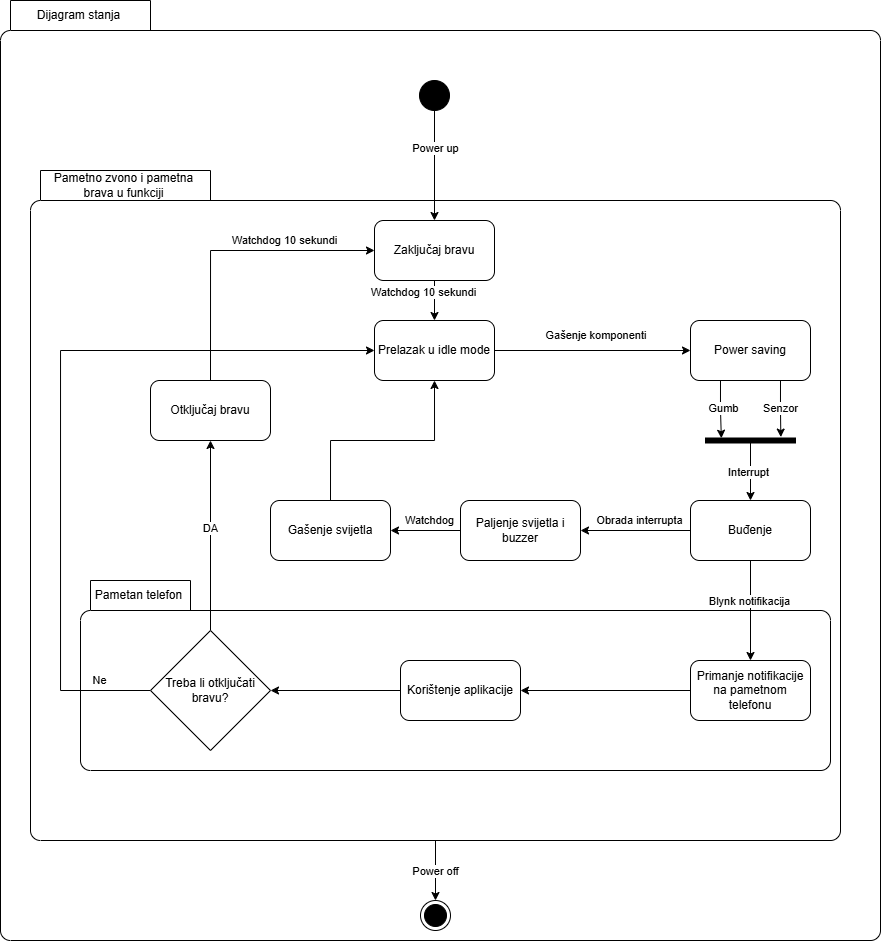 Dijagram stanja
Power up
Pametno zvono i pametna
brava u funkciji
Watchdog 10 sekundi
Zaključaj bravu
Watchdog 10 sekundi
Prelazak u idle mode
Gašenje komponenti
Power saving
Otključaj bravu
Gumb
Senzor
Interrupt
Gašenje svijetla
Watchdog
Paljenje svijetla i
buzzer
Obrada interrupta
Buđenje
DA
Pametan telefon
Blynk notifikacija
Ne
Treba li otključati
bravu?
Korištenje aplikacije
Primanje notifikacije
na pametnom
telefonu
Power off